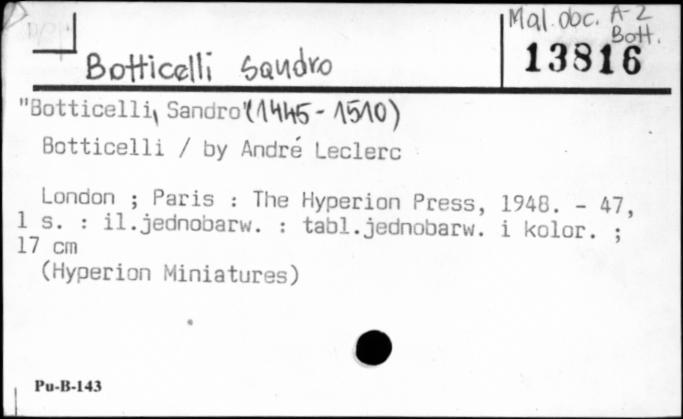 Mal. obc. A-2
Bott.
13816
Botticelli Sandro
"Botticelli, Sandro"(1445-1510)
Botticelli / by André Leclerc
London ; Paris : The Hyperion Press, 1948. - 47,
1 s. : il.jednobarw. : tabl.jednobarw. i kolor. ;
17 cm
(Hyperion Miniatures)
Pu-B-143